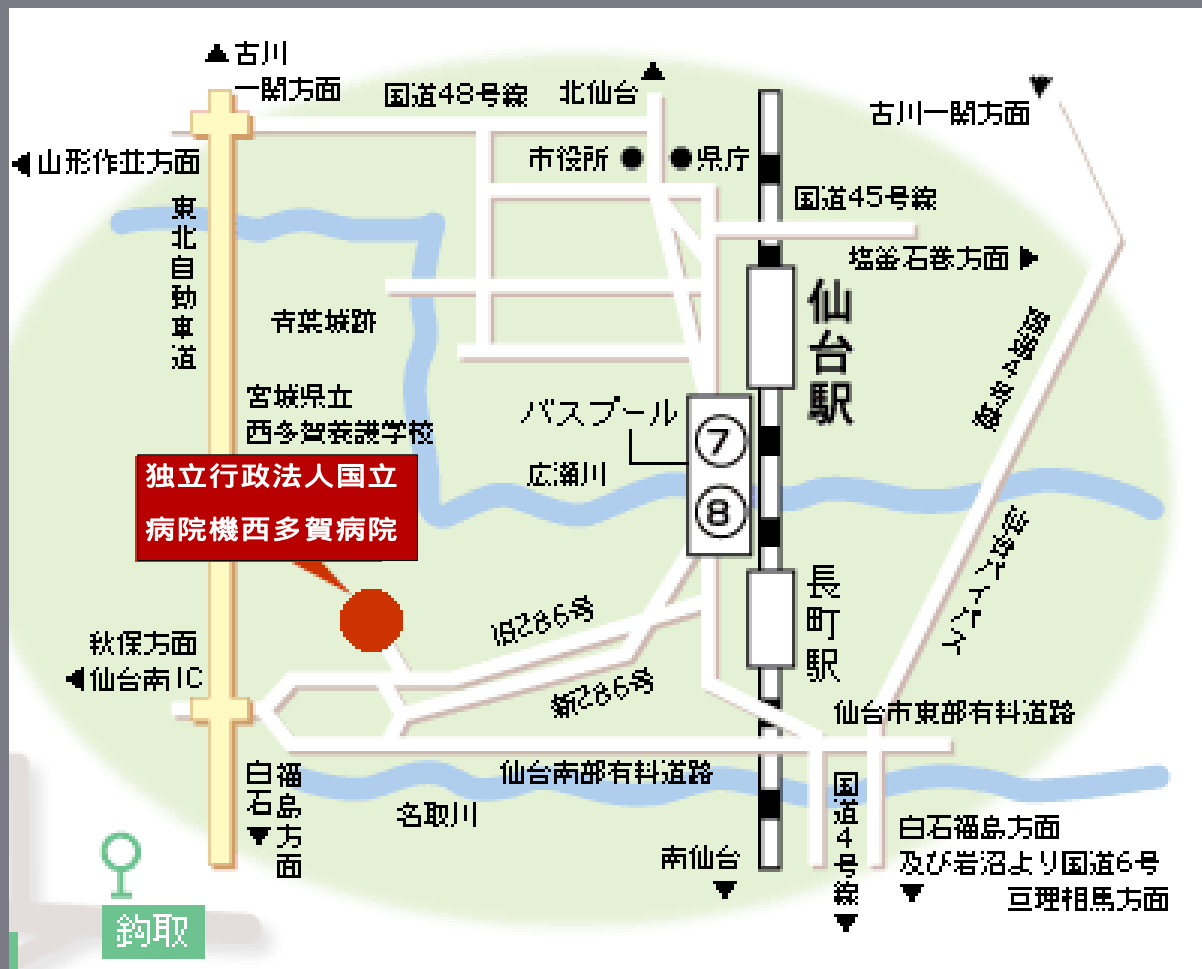 ▲古川
一関方面
国道48号線
北仙台
▲
▼
古川一関方面
◀山形作並方面
市役所●
●県庁
国道45号線
塩釜石巻方面▶
東北自動車道
青葉城跡
仙台駅
宮城県立
西多賀養護学校
バスプール
⑦
⑧
広瀬川
独立行政法人国立
病院機西多賀病院
旧286号
新286号
長町駅
秋保方面
◀仙台南IC
仙台市東部有料道路
仙台南部有料道路
白石▼
福島方面
名取川
国道4号線▼
南仙台
▼
白石福島方面
及び岩沼より国道6号
▼
亘理相馬方面
鈎取